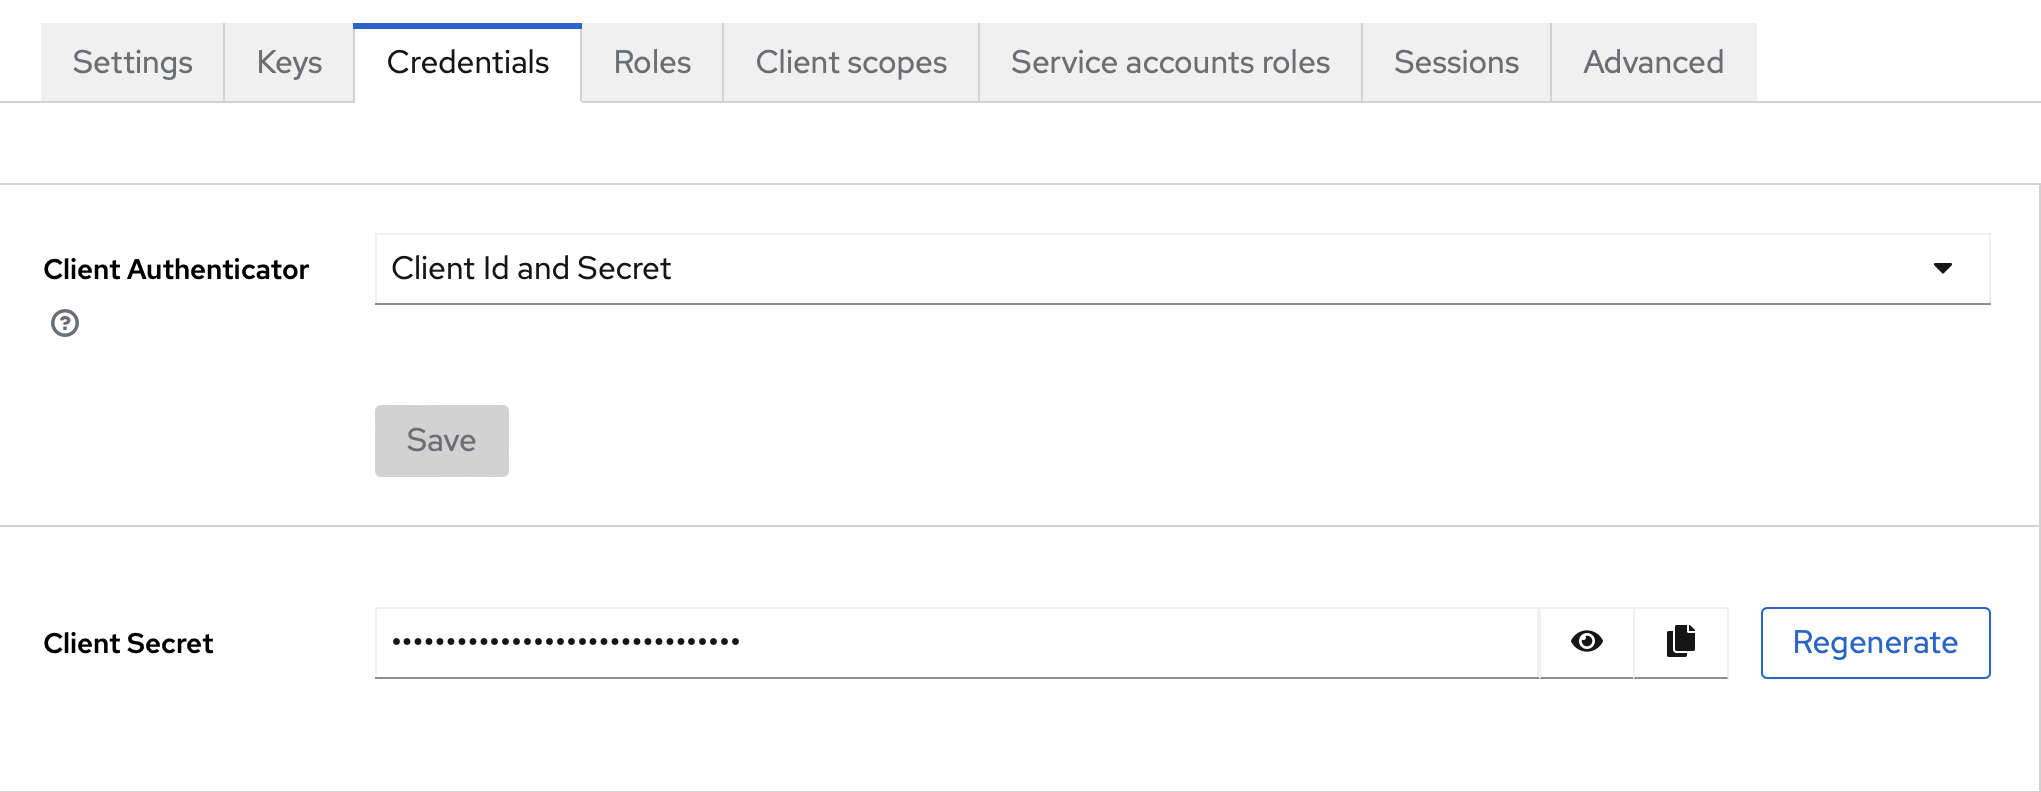 Settings Keys Credentials Roles Client scopes Service accounts roles Sessions Advanced
Client Authenticator
Client Id and Secret
Save
Client Secret
••••••••••••••••••••••••••••••••
Regenerate